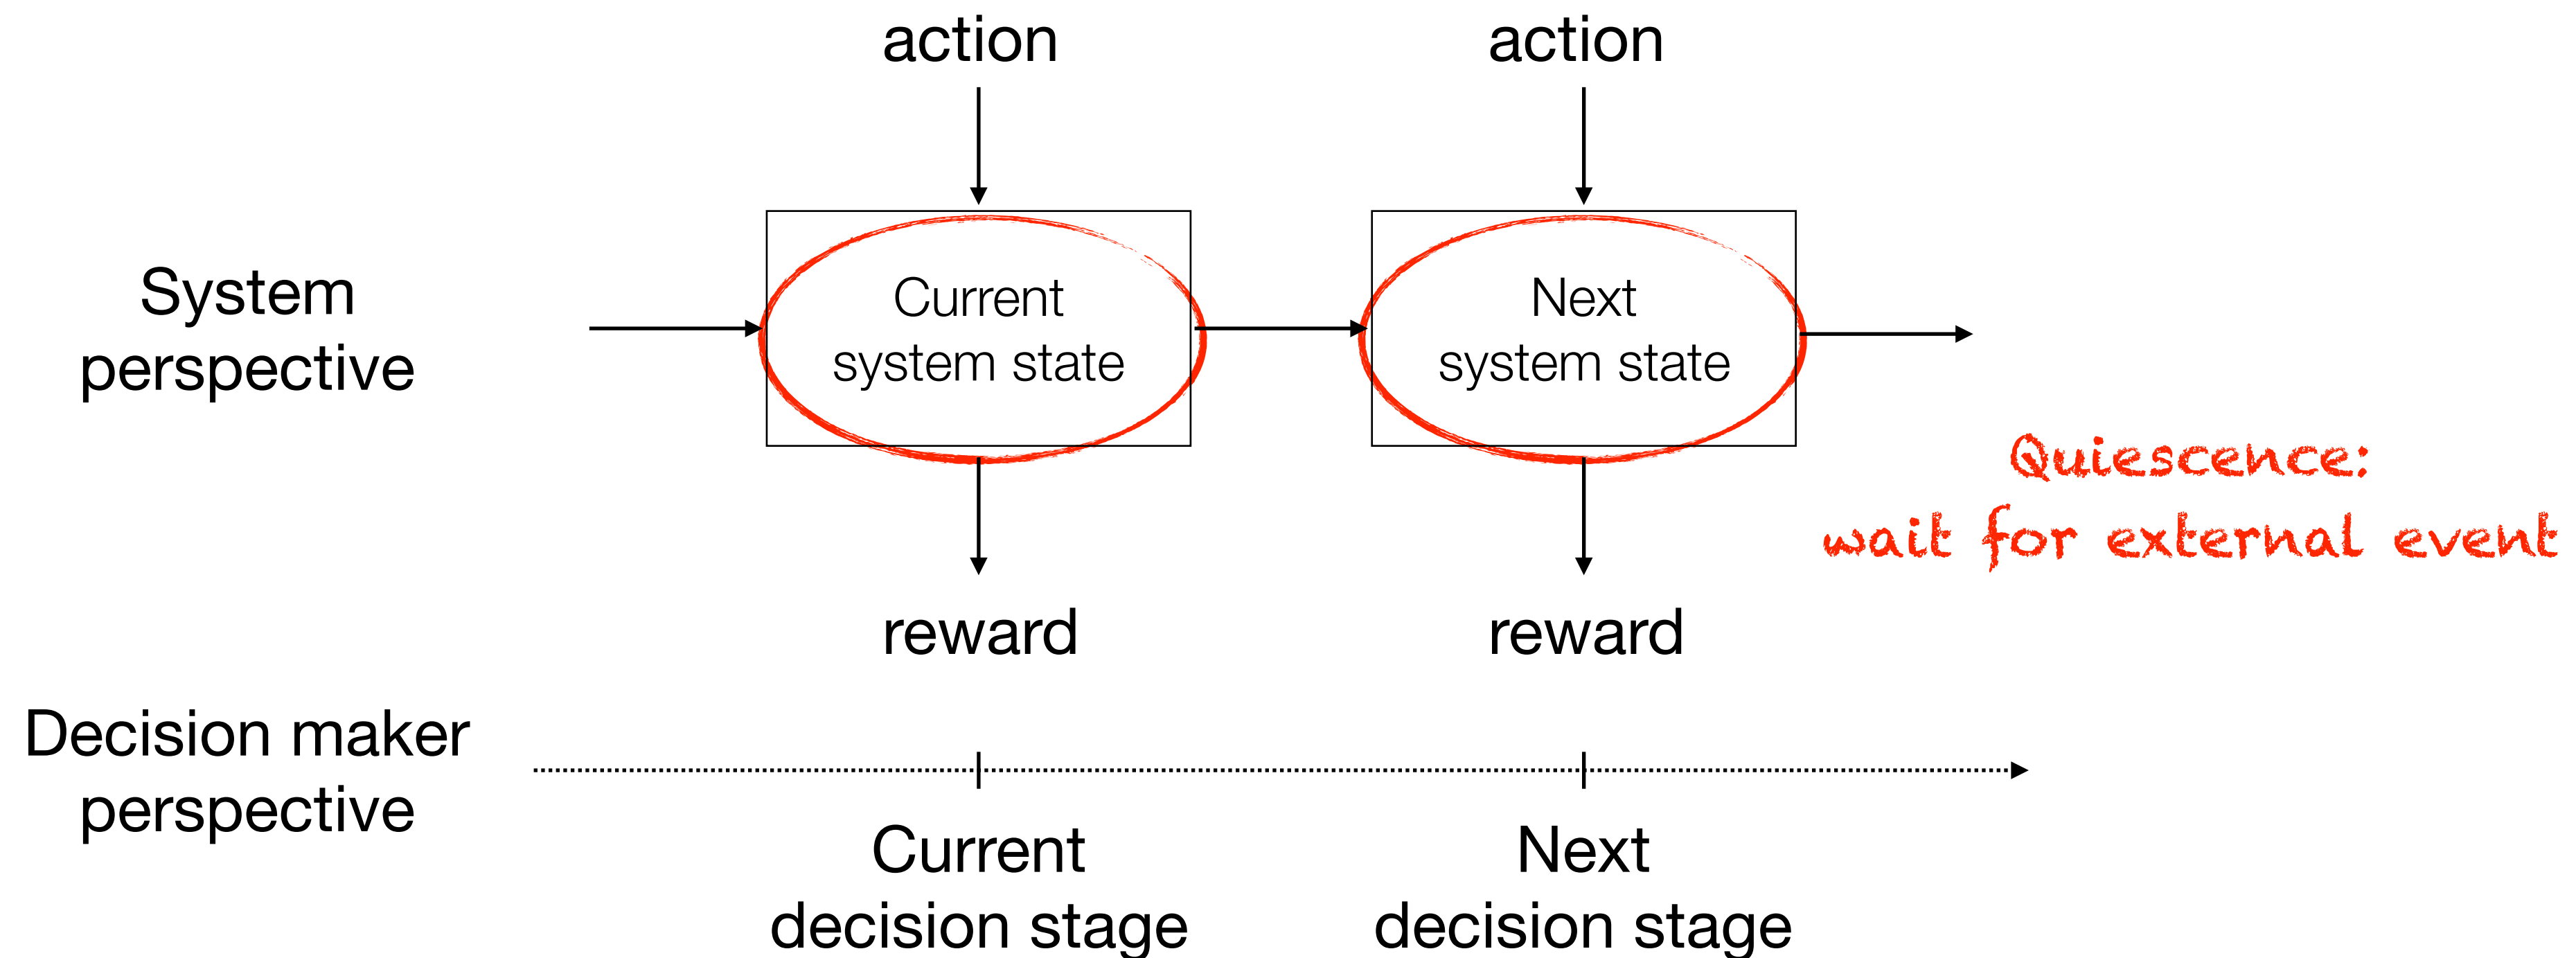 action
action
System
perspective
Current
system state
Next
system state
Quiescence:
wait for external event
reward
reward
Decision maker
perspective
Current
decision stage
Next
decision stage